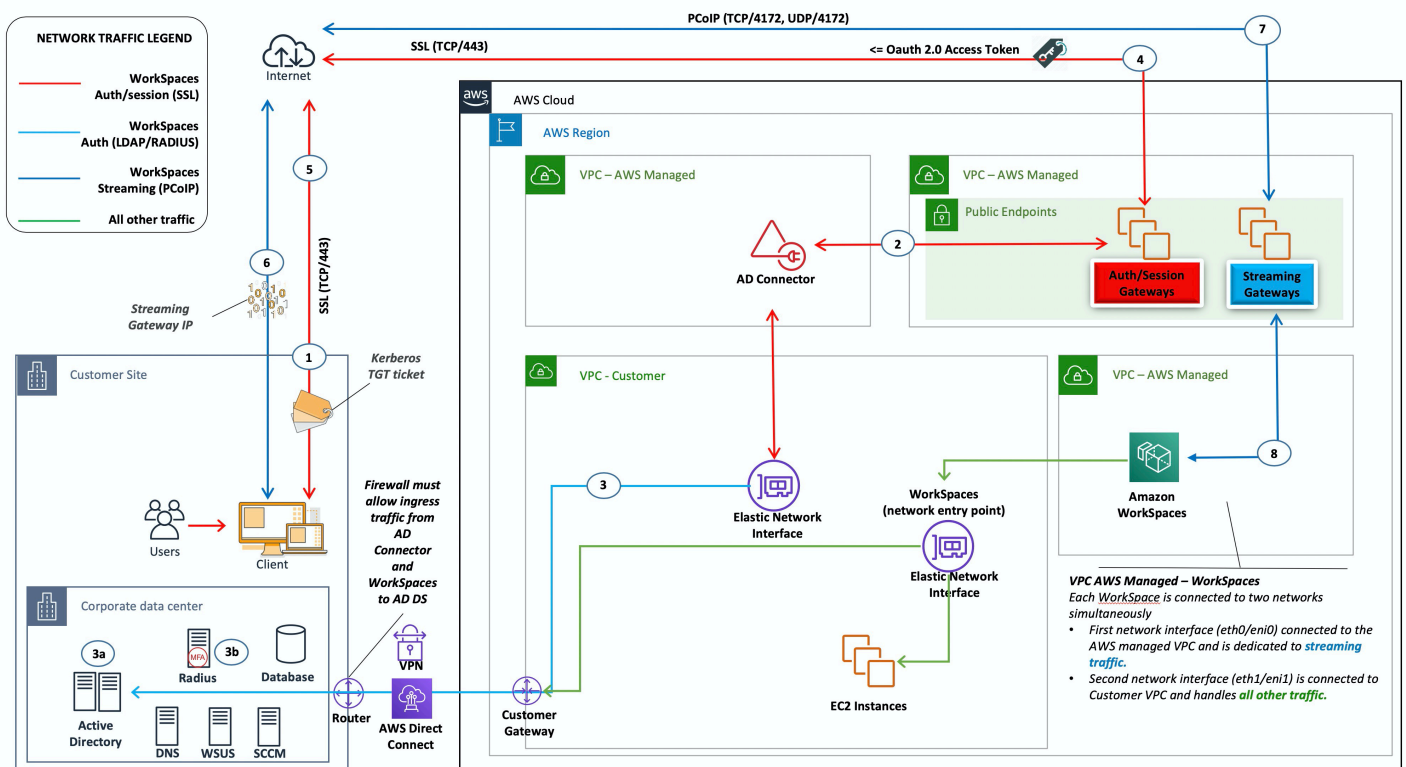 NETWORK TRAFFIC LEGEND
WorkSpaces
Auth/session (SSL)
WorkSpaces
Auth (LDAP/RADIUS)
WorkSpaces
Streaming (PCoIP)
All other traffic
Internet
PCoIP (TCP/4172, UDP/4172)
7
SSL (TCP/443)
<= Oauth 2.0 Access Token
4
aws
AWS Cloud
AWS Region
VPC – AWS Managed
AD Connector
2
VPC – AWS Managed
Public Endpoints
Auth/Session
Gateways
Streaming
Gateways
5
6
SSL (TCP/443)
Streaming
Gateway IP
1
Kerberos
TGT ticket
Customer Site
Users
Client
Firewall must
allow ingress
traffic from
AD
Connector
and
WorkSpaces
to AD DS
Corporate data center
3a
Active
Directory
MFA
3b
Radius
Database
DNS
WSUS
SCCM
Router
VPN
AWS Direct
Connect
Customer
Gateway
VPC - Customer
3
Elastic Network
Interface
WorkSpaces
(network entry point)
Elastic Network
Interface
EC2 Instances
VPC – AWS Managed
8
Amazon
WorkSpaces
VPC AWS Managed – WorkSpaces
Each WorkSpace is connected to two networks
simultaneously
• First network interface (eth0/eni0) connected to the
AWS managed VPC and is dedicated to streaming
traffic.
• Second network interface (eth1/eni1) is connected to
Customer VPC and handles all other traffic.